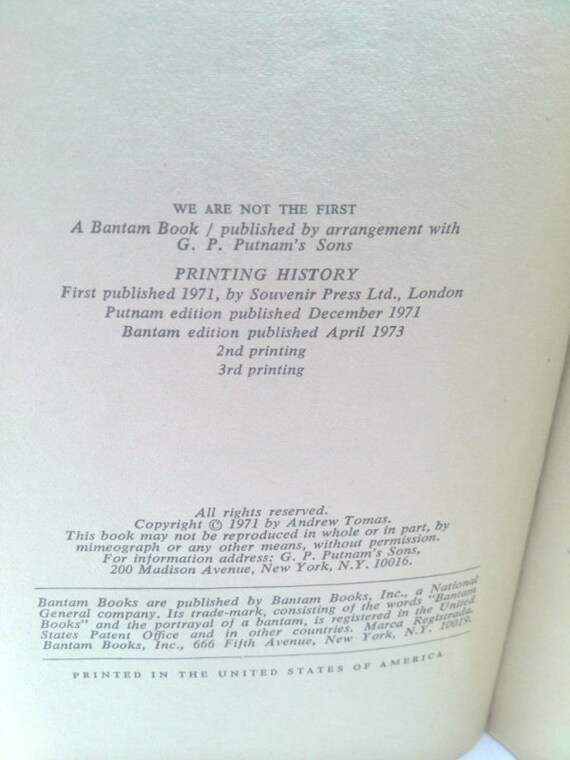 WE ARE NOT THE FIRST
A Bantam Book / published by arrangement with
G. P. Putnam's Sons
PRINTING HISTORY
First published 1971, by Souvenir Press Ltd., London
Putnam edition published December 1971
Bantam edition published April 1973
2nd printing
3rd printing
All rights reserved.
Copyright © 1971 by Andrew Tomas.
This book may not be reproduced in whole or in part, by
mimeograph or any other means, without permission.
For information address: G. P. Putnam's Sons,
200 Madison Avenue, New York, N.Y. 10016.
Bantam Books are published by Bantam Books, Inc., a National
General company. Its trade-mark, consisting of the words "Bantam
Books" and the portrayal of a bantam, is registered in the United
States Patent Office and in other countries. Marca Registrada.
Bantam Books, Inc., 666 Fifth Avenue, New York, N.Y. 10019.
PRINTED IN THE UNITED STATES OF AMERICA